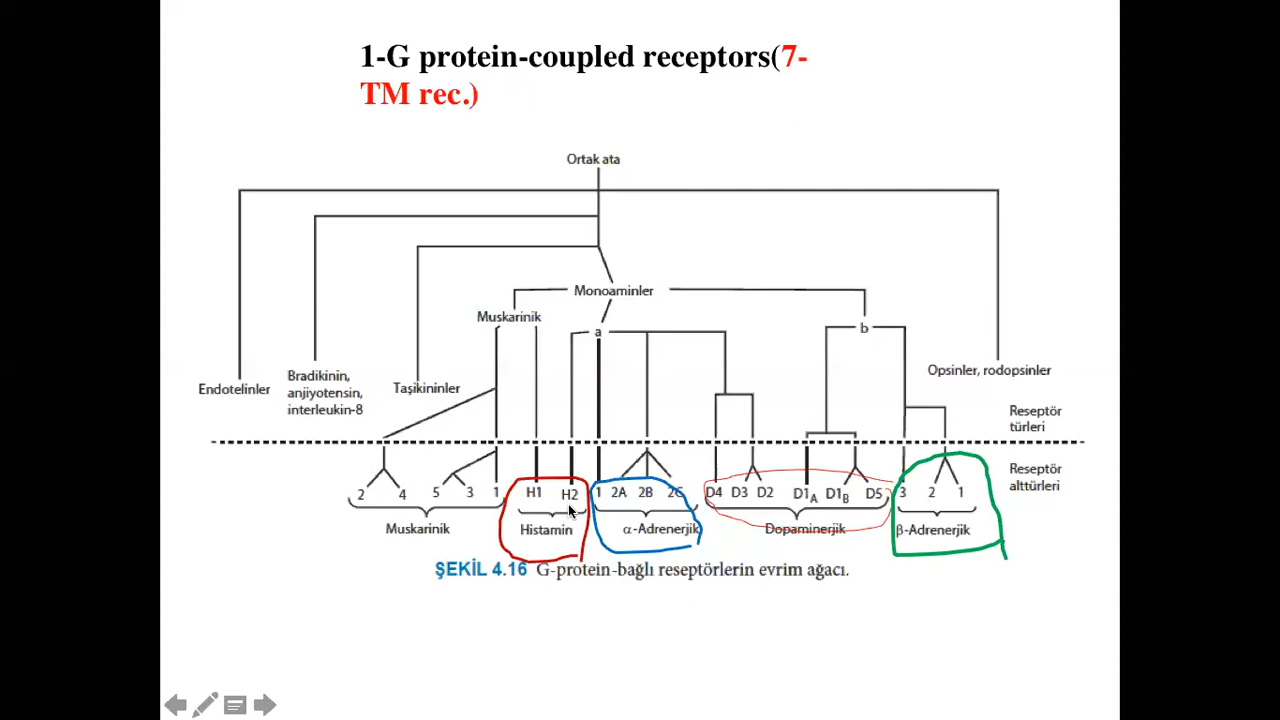 1-G protein-coupled receptors(7-
TM rec.)
Ortak ata
Monoaminler
Muskarinik
a
b
Endotelinler
Bradikinin,
anjiyotensin,
interleukin-8
Taşikininler
Opsinler, rodopsinler
Reseptör
türleri
Reseptör
alttürleri
2 4 5 3 1 H1 H2 1 2A 2B 2C D4 D3 D2 D1A D1B D5 3 2 1
Muskarinik Histamin α-Adrenerjik Dopaminerjik β-Adrenerjik
ŞEKİL 4.16 G-protein-bağlı reseptörlerin evrim ağacı.